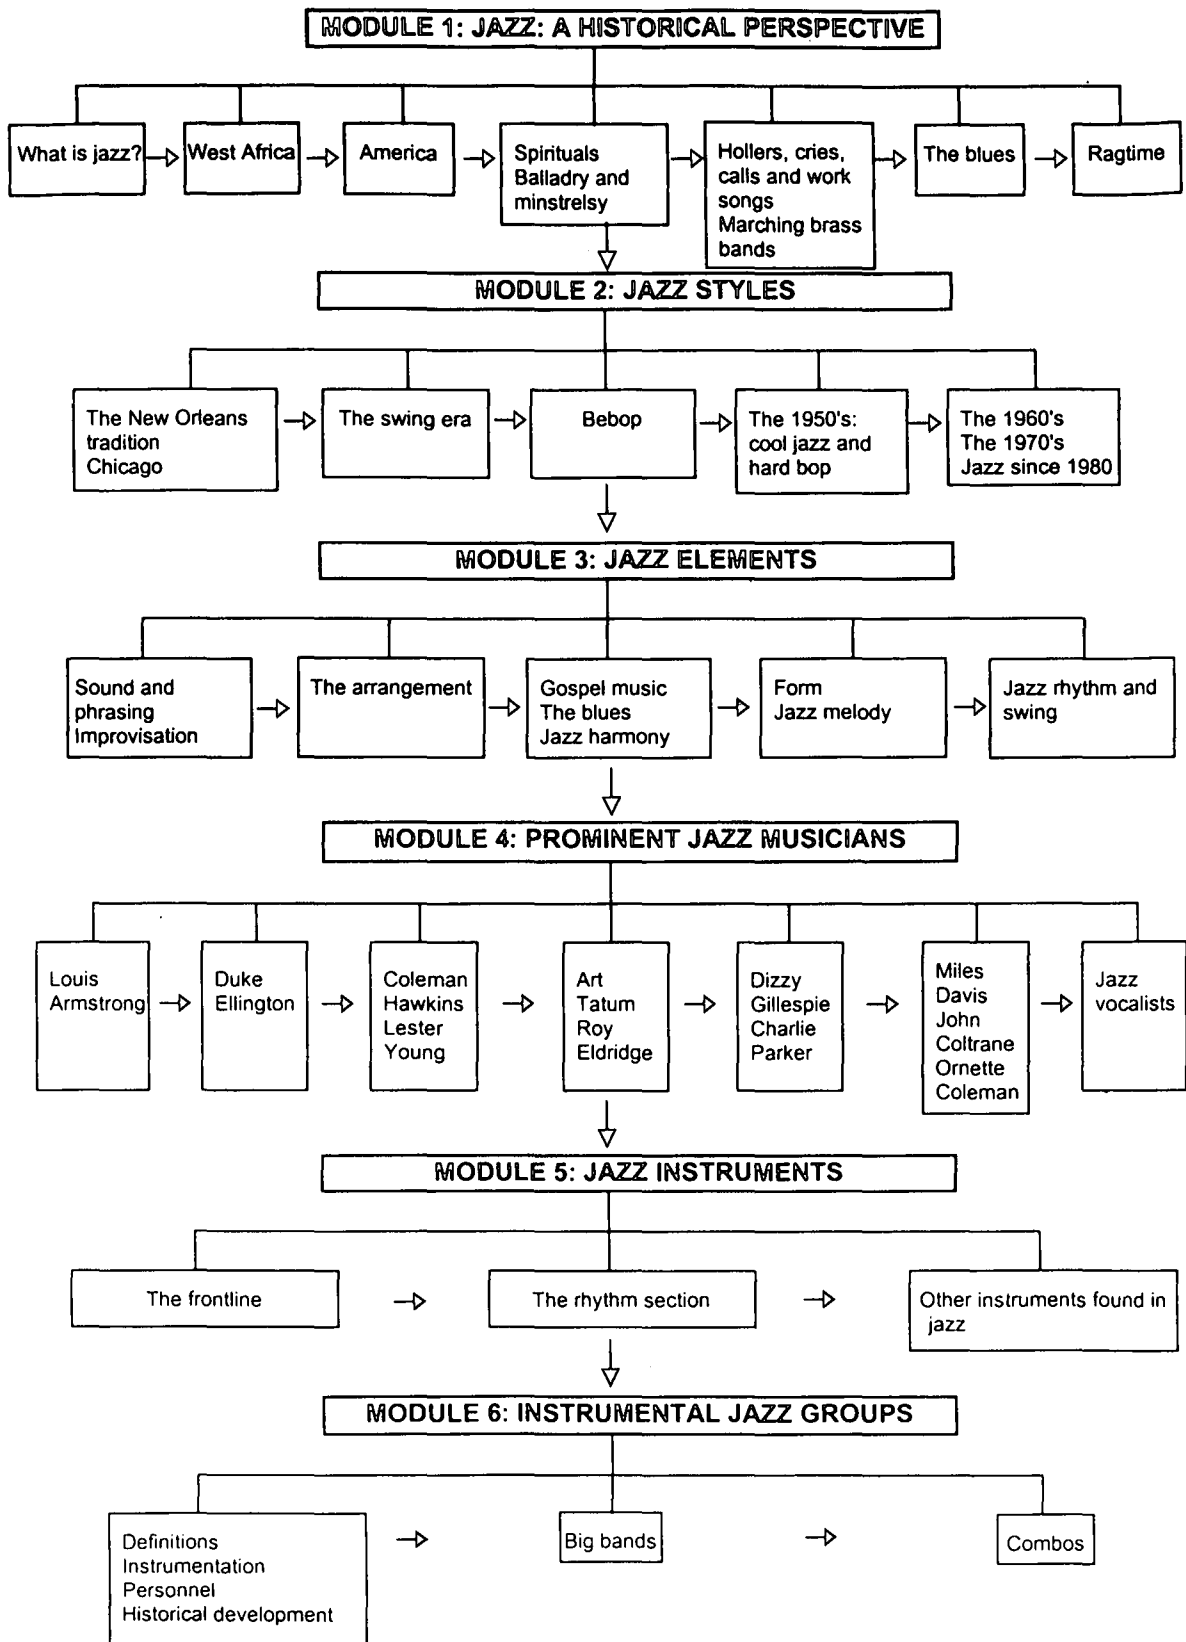 MODULE 1: JAZZ: A HISTORICAL PERSPECTIVE
What is jazz?
West Africa
America
Spirituals
Balladry and
minstrelsy
Hollers, cries,
calls and work
songs
Marching brass
bands
The blues
Ragtime
MODULE 2: JAZZ STYLES
The New Orleans
tradition
Chicago
The swing era
Bebop
The 1950's:
cool jazz and
hard bop
The 1960's
The 1970's
Jazz since 1980
MODULE 3: JAZZ ELEMENTS
Sound and
phrasing
Improvisation
The arrangement
Gospel music
The blues
Jazz harmony
Form
Jazz melody
Jazz rhythm and
swing
MODULE 4: PROMINENT JAZZ MUSICIANS
Louis
Armstrong
Duke
Ellington
Coleman
Hawkins
Lester
Young
Art
Tatum
Roy
Eldridge
Dizzy
Gillespie
Charlie
Parker
Miles
Davis
John
Coltrane
Ornette
Coleman
Jazz
vocalists
MODULE 5: JAZZ INSTRUMENTS
The frontline
The rhythm section
Other instruments found in
jazz
MODULE 6: INSTRUMENTAL JAZZ GROUPS
Definitions
Instrumentation
Personnel
Historical development
Big bands
Combos